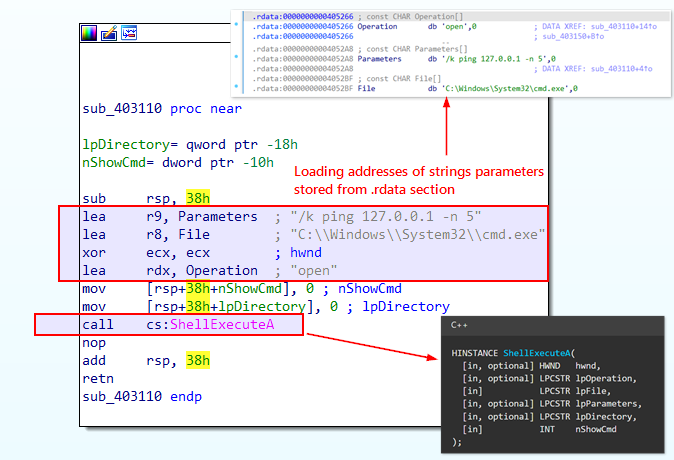 .rdata:0000000000405266 ; const CHAR Operation[]
.rdata:0000000000405266 Operation db 'open',0 ; DATA XREF: sub_403110+14↑o
.rdata:0000000000405266 ; sub_403150+8↑o
.rdata:00000000004052A8 ; const CHAR Parameters[]
.rdata:00000000004052A8 Parameters db '/k ping 127.0.0.1 -n 5',0
.rdata:00000000004052A8 ; DATA XREF: sub_403110+4↑o
.rdata:00000000004052BF ; const CHAR File[]
.rdata:00000000004052BF File db 'C:\Windows\System32\cmd.exe',0
sub_403110 proc near
lpDirectory= qword ptr -18h
nShowCmd= dword ptr -10h
Loading addresses of strings parameters
stored from .rdata section
sub rsp, 38h
lea r9, Parameters ; "/k ping 127.0.0.1 -n 5"
lea r8, File ; "C:\\Windows\\System32\\cmd.exe"
xor ecx, ecx ; hwnd
lea rdx, Operation ; "open"
mov [rsp+38h+nShowCmd], 0 ; nShowCmd
mov [rsp+38h+lpDirectory], 0 ; lpDirectory
call cs:ShellExecuteA
nop
add rsp, 38h
retn
sub_403110 endp
C++
HINSTANCE ShellExecuteA(
[in, optional] HWND hwnd,
[in, optional] LPCSTR lpOperation,
[in] LPCSTR lpFile,
[in, optional] LPCSTR lpParameters,
[in, optional] LPCSTR lpDirectory,
[in] INT nShowCmd
);